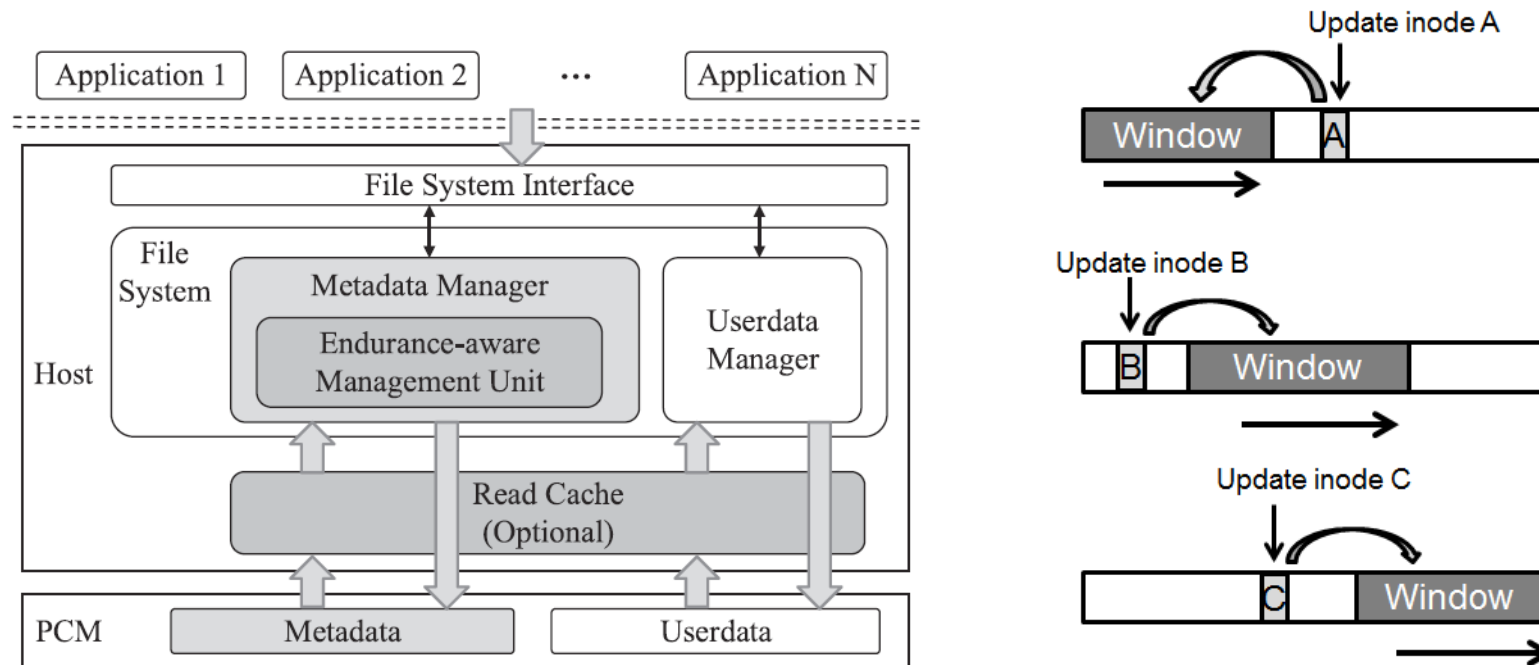 Application 1
Application 2
...
Application N
File System Interface
File
System
Metadata Manager
Endurance-aware
Management Unit
Userdata
Manager
Host
Read Cache
(Optional)
PCM
Metadata
Userdata
Update inode A
Window
A
Update inode B
B
Window
Update inode C
C
Window